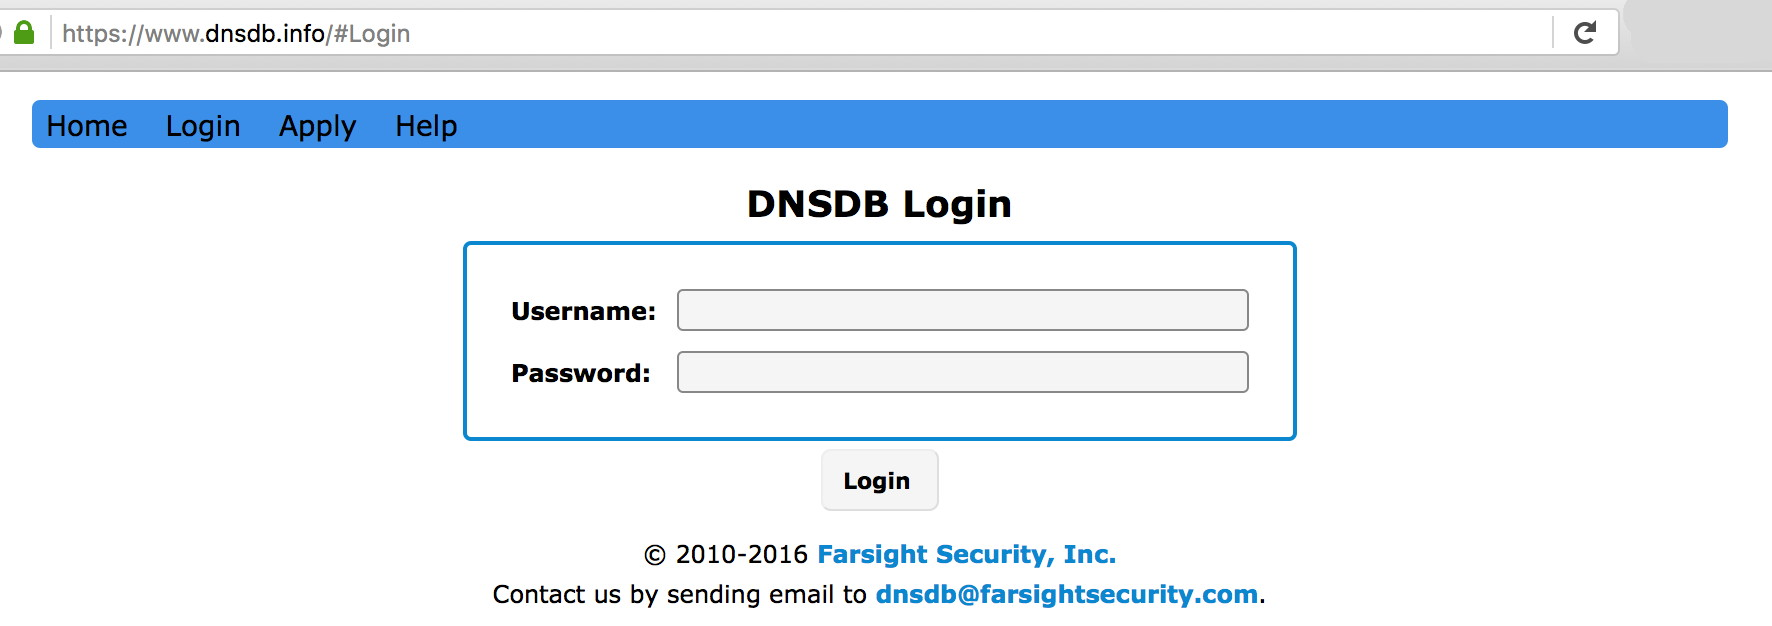 https://www.dnsdb.info/#Login
Home Login Apply Help
DNSDB Login
Username:
Password:
Login
© 2010-2016 Farsight Security, Inc.
Contact us by sending email to dnsdb@farsightsecurity.com.